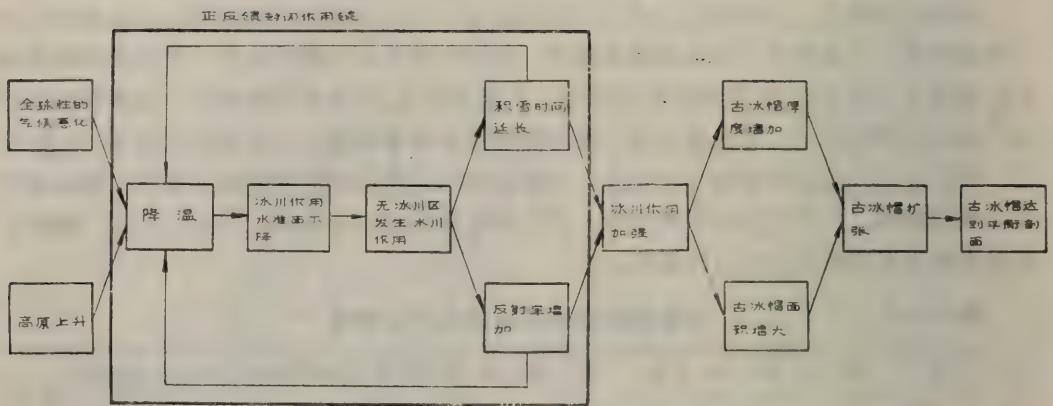 正反馈封闭作用链
全球性的
气候恶化
高原上升
降温
冰川作用
水准面下
降
无冰川区
发生冰川
作用
积雪时间
延长
反射率增
加
冰川作用
加强
古冰帽厚
度增加
古冰帽面
积增大
古冰帽扩
张
古冰帽达
到平衡剖
面